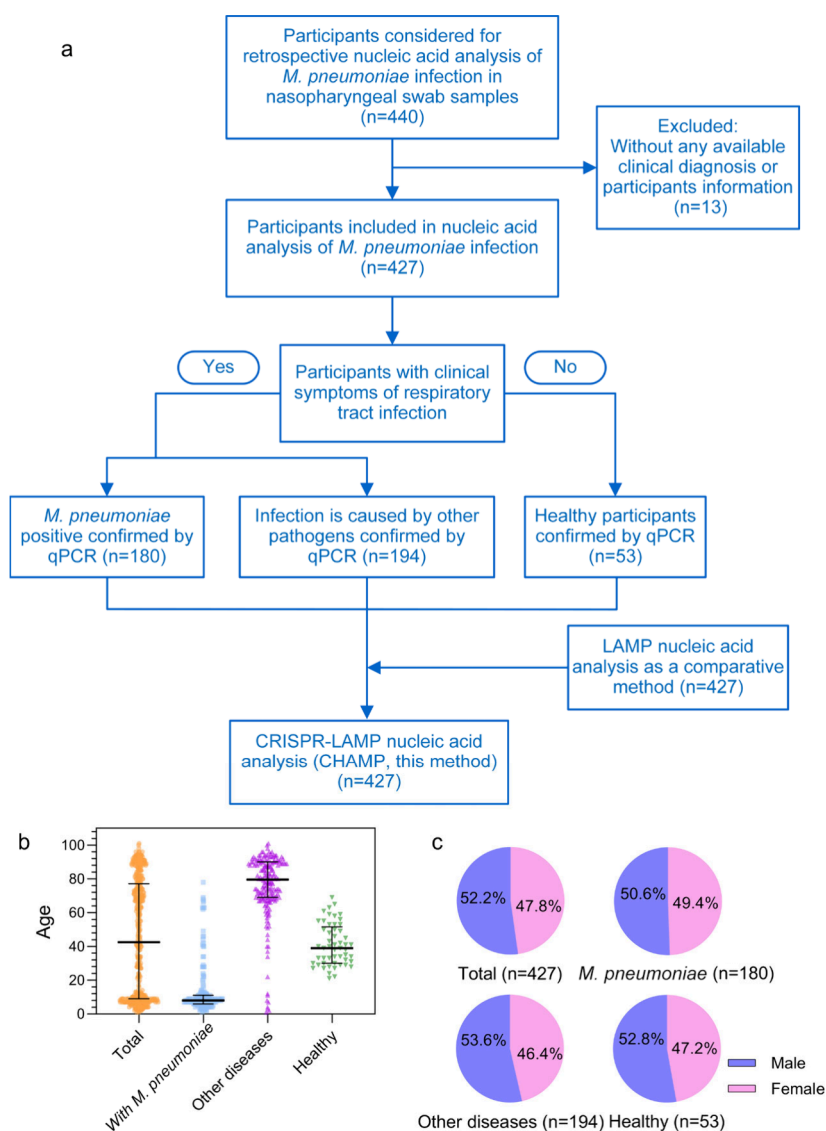 a
Participants considered for
retrospective nucleic acid analysis of
M. pneumoniae infection in
nasopharyngeal swab samples
(n=440)
Excluded:
Without any available
clinical diagnosis or
participants information
(n=13)
Participants included in nucleic acid
analysis of M. pneumoniae infection
(n=427)
Yes
Participants with clinical
symptoms of respiratory
tract infection
No
M. pneumoniae
positive confirmed by
qPCR (n=180)
Infection is caused by other
pathogens confirmed by
qPCR (n=194)
Healthy participants
confirmed by qPCR
(n=53)
LAMP nucleic acid
analysis as a comparative
method (n=427)
CRISPR-LAMP nucleic acid
analysis (CHAMP, this method)
(n=427)
b
Age
100
80
60
40
20
0
Total
With M. pneumoniae
Other diseases
Healthy
c
52.2%
47.8%
Total (n=427)
50.6%
49.4%
M. pneumoniae (n=180)
53.6%
46.4%
Other diseases (n=194)
52.8%
47.2%
Healthy (n=53)
Male
Female